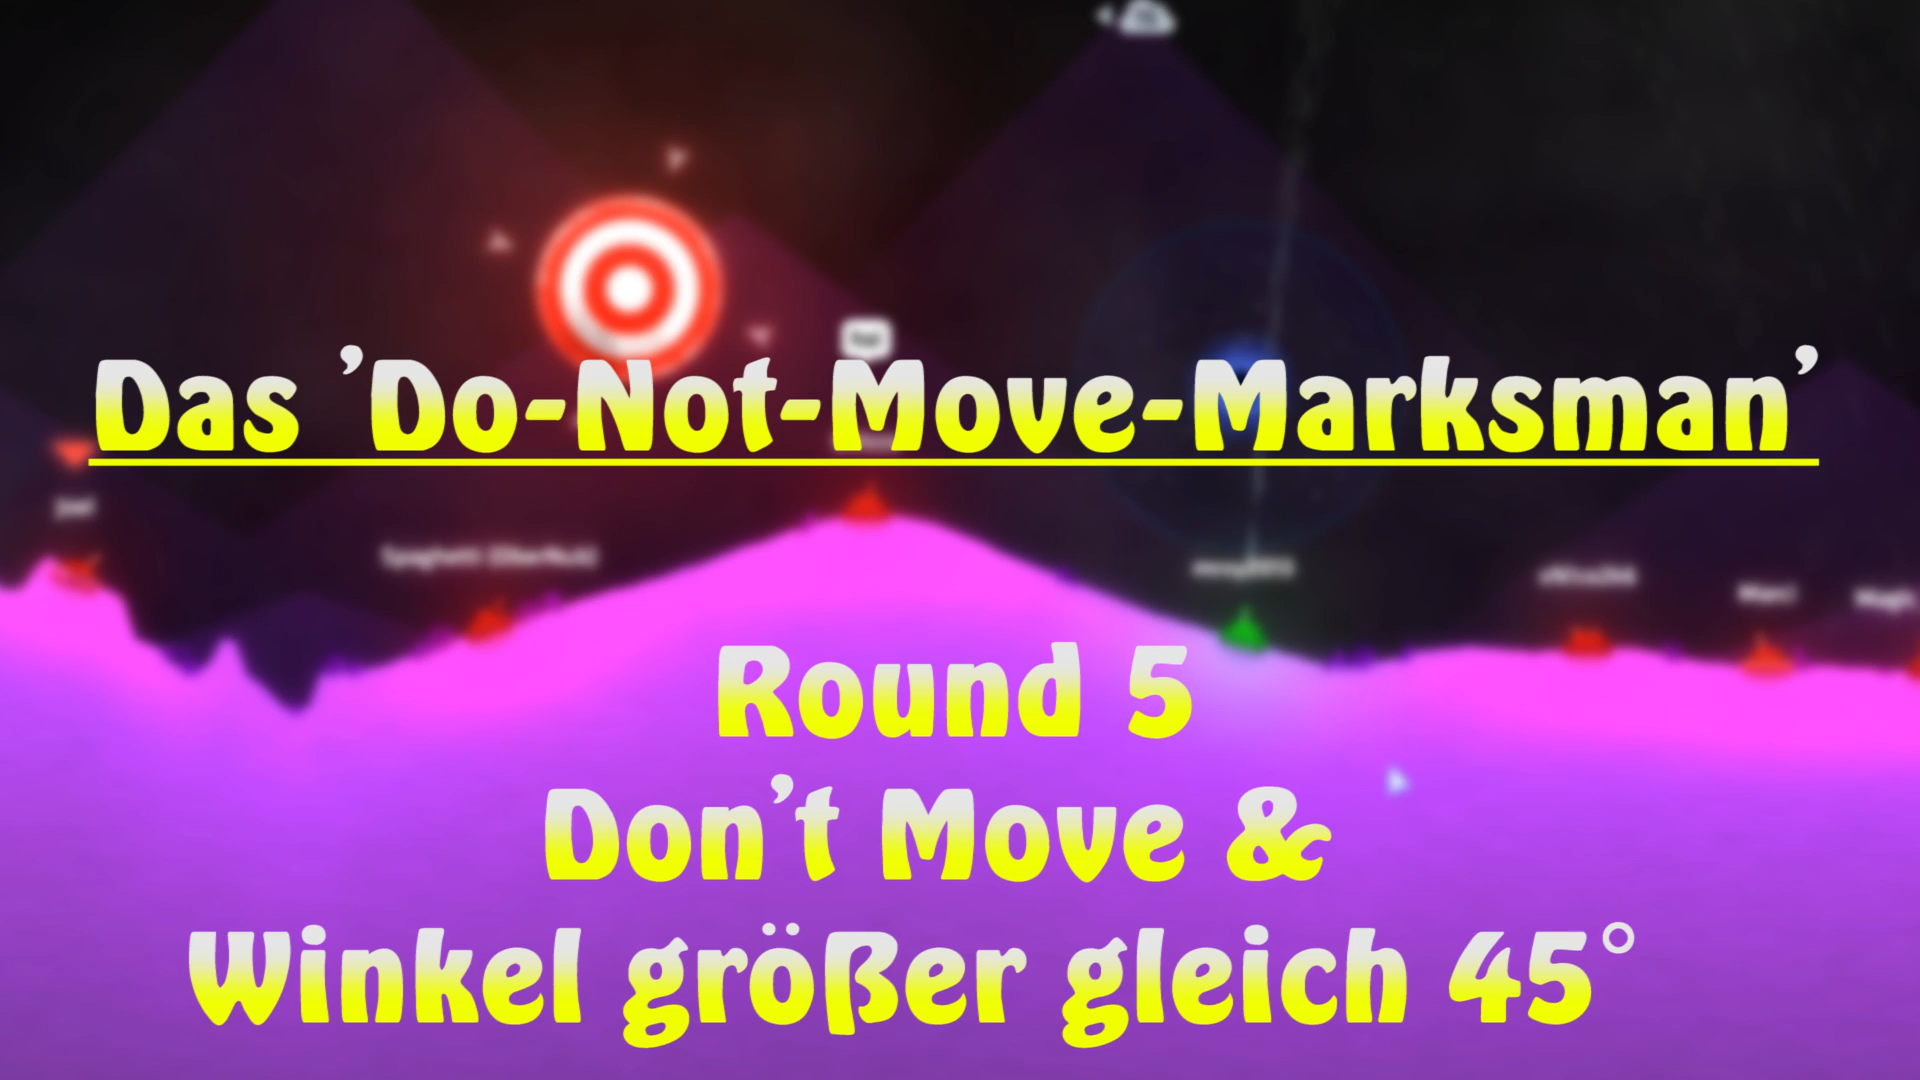 Das 'Do-Not-Move-Marksman'
Round 5
Don't Move &
Winkel größer gleich 45°